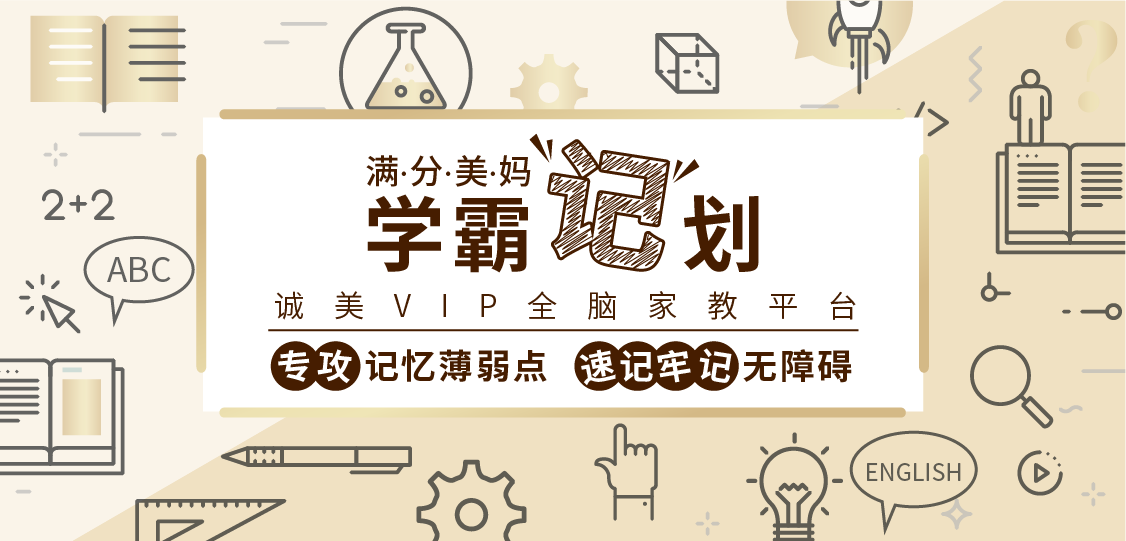 2+2
ABC
满·分·美·妈
学霸记划
诚美VIP全脑家教平台
专攻记忆薄弱点 速记牢记无障碍
ENGLISH